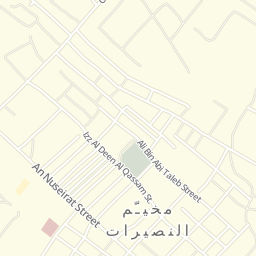 Ali Bin Abi Taleb Street
Izz Al Deen Al Qassam St.
An Nuseirat Street
مخيّم
النصيرات